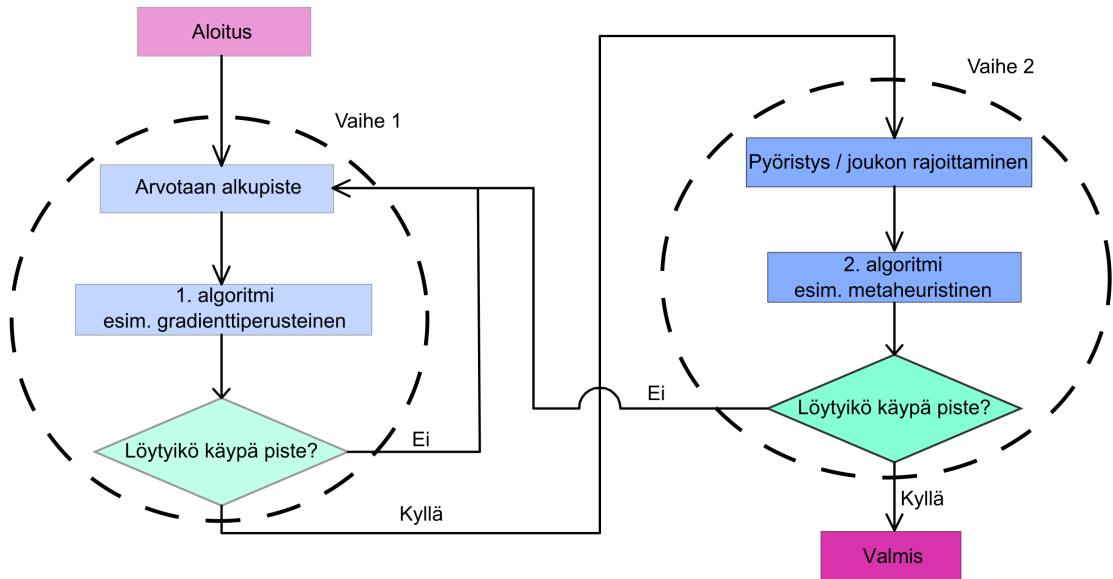 Aloitus
Vaihe 1
Arvotaan alkupiste
1. algoritmi
esim. gradienttiperusteinen
Löytyikö käypä piste?
Ei
Kyllä
Vaihe 2
Pyöristys / joukon rajoittaminen
2. algoritmi
esim. metaheuristinen
Löytyikö käypä piste?
Ei
Kyllä
Valmis